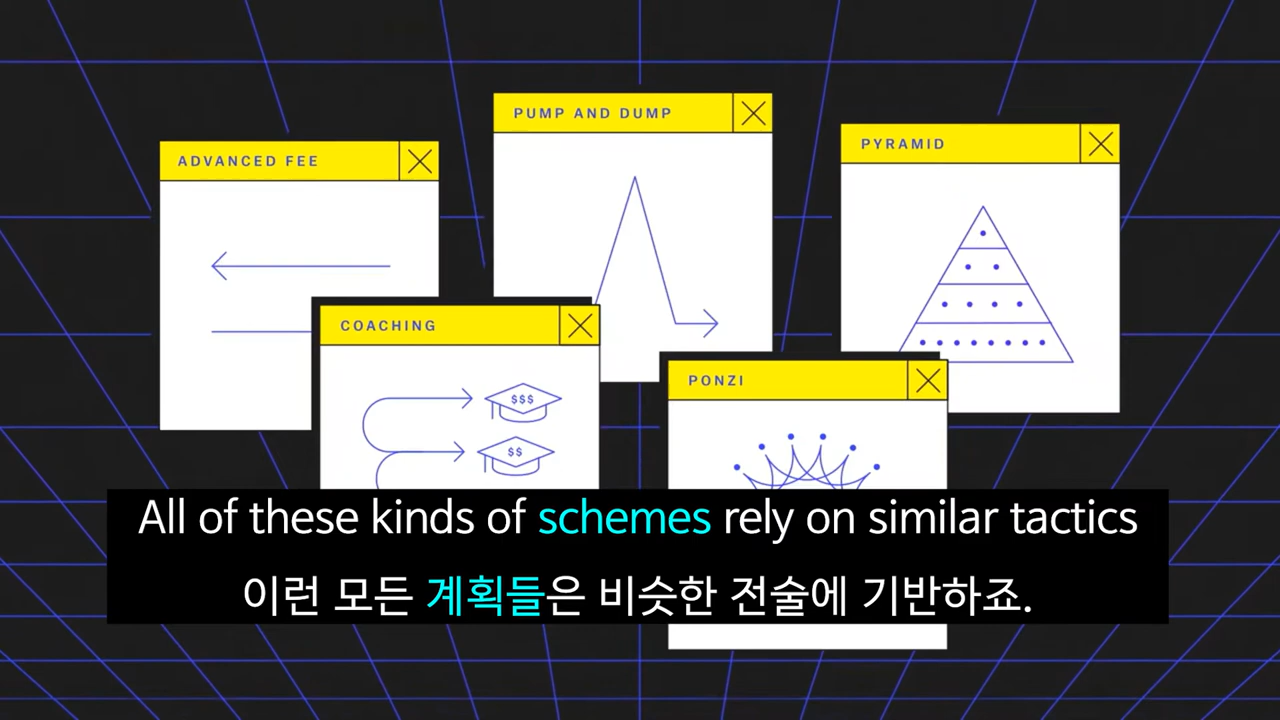 PUMP AND DUMP
PYRAMID
ADVANCED FEE
COACHING
$$$
$$
PONZI
All of these kinds of schemes rely on similar tactics
이런 모든 계획들은 비슷한 전술에 기반하죠.